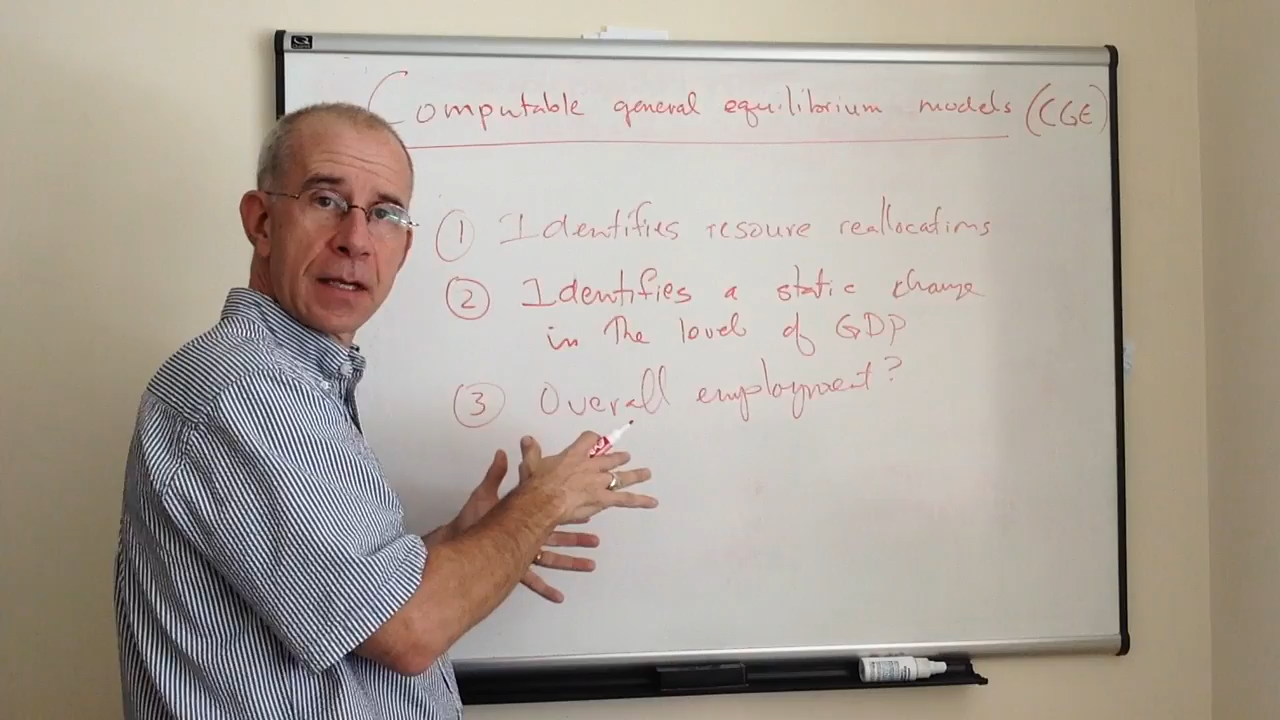 Computable general equilibrium models (CGE)
① Identifies resoure reallocations
② Identifies a static change
in the level of GDP
③ Overall employment?